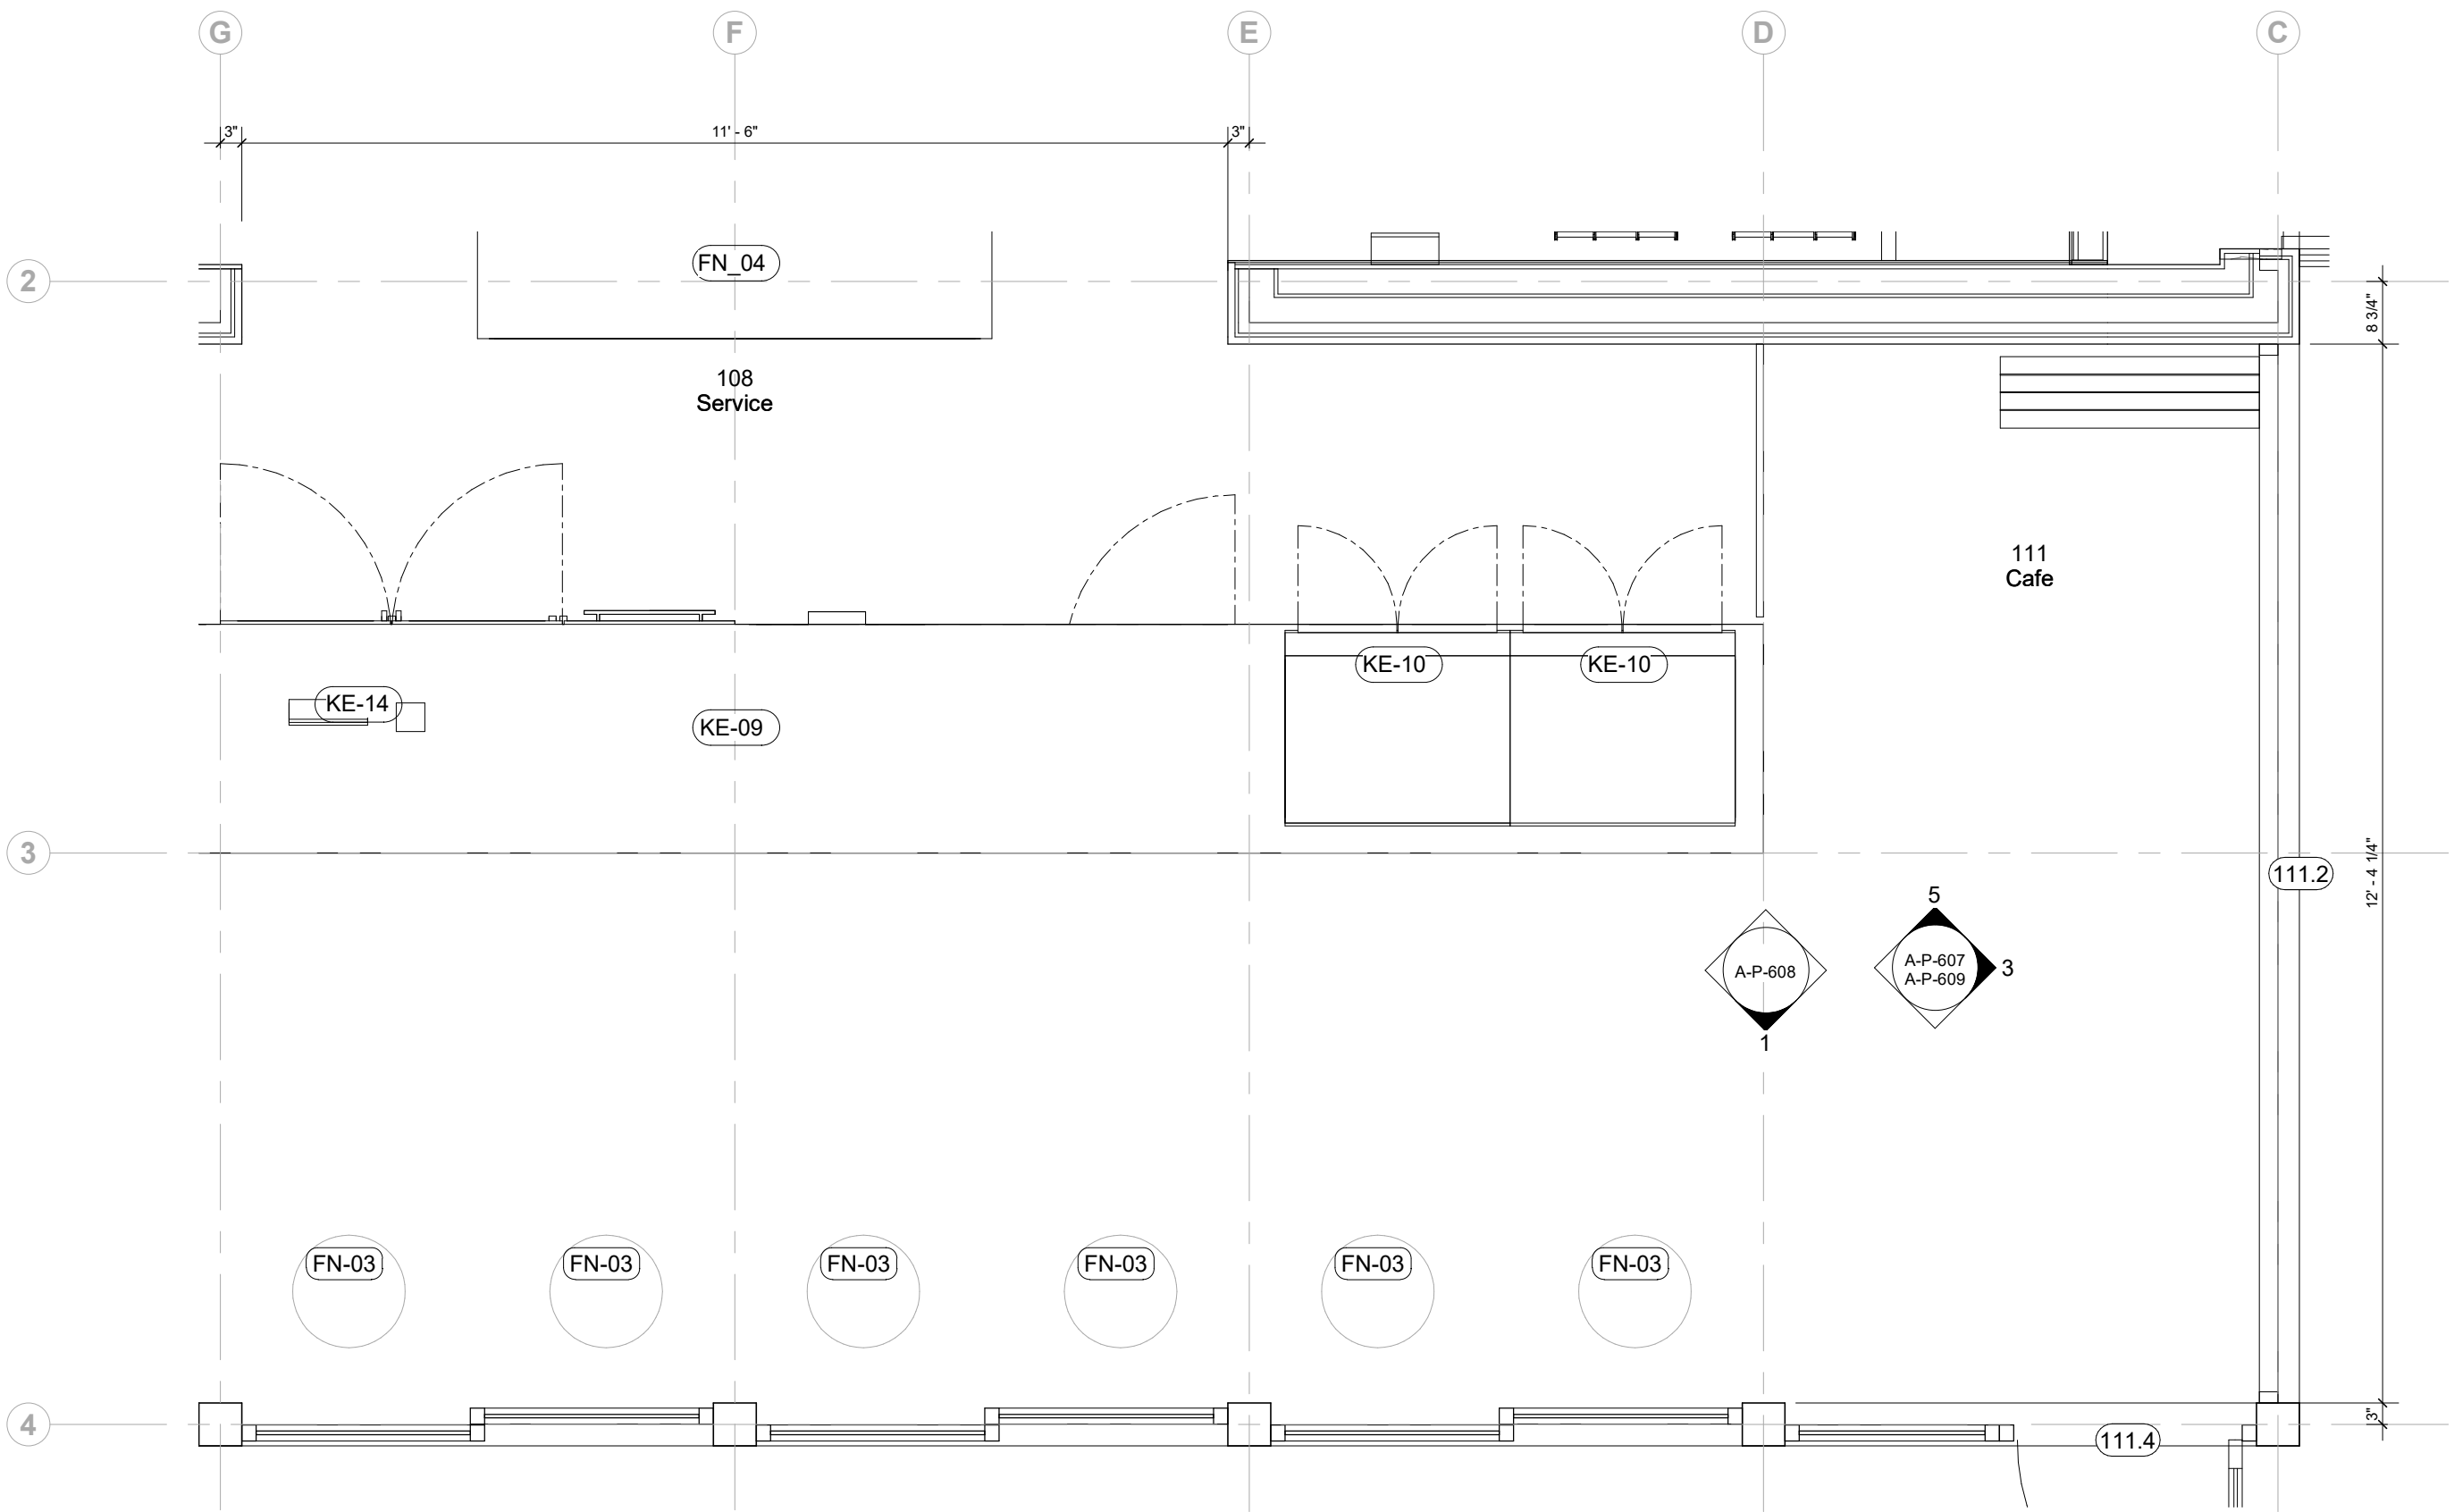 G
F
E
D
C
3"
11' - 6"
3"
FN_04
2
8 3/4"
108
Service
111
Cafe
KE-10
KE-10
KE-14
KE-09
3
12' - 4 1/4"
111.2
5
A-P-608
A-P-607
A-P-609
3
1
FN-03
FN-03
FN-03
FN-03
FN-03
FN-03
4
3"
111.4